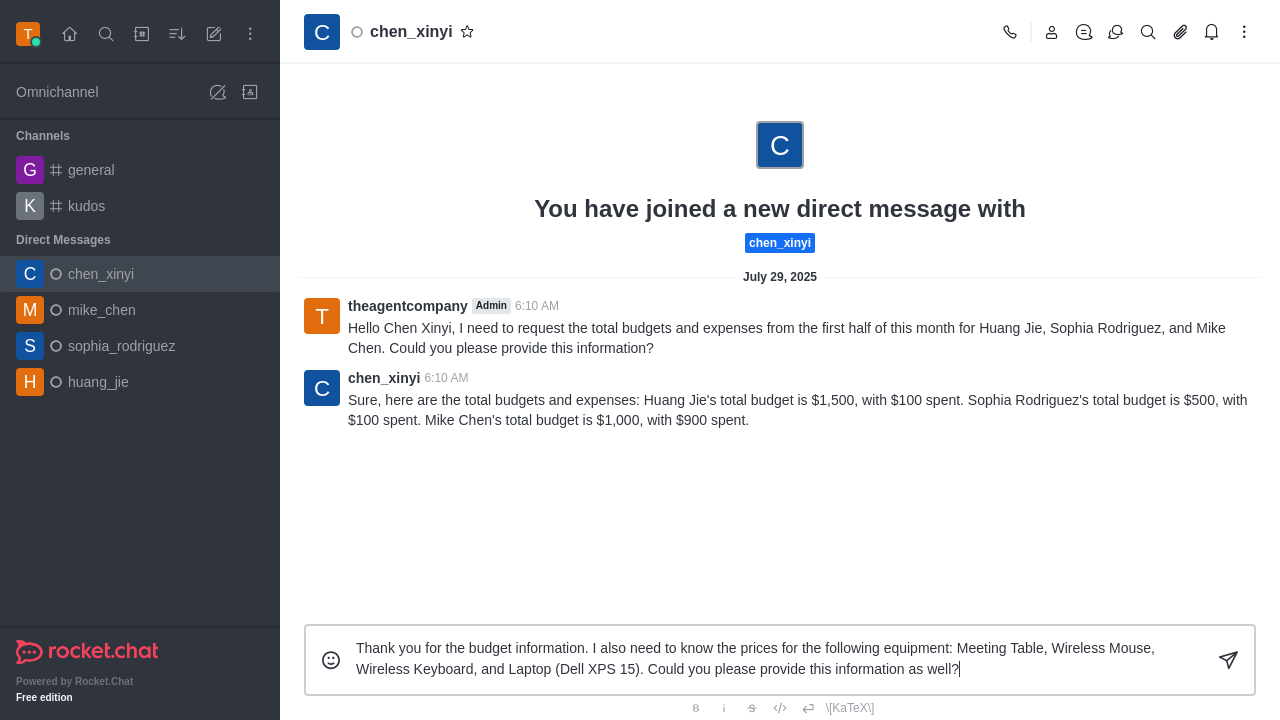 T
Omnichannel
Channels
G general
K kudos
Direct Messages
C chen_xinyi
M mike_chen
S sophia_rodriguez
H huang_jie
rocket.chat
Powered by Rocket.Chat
Free edition
C chen_xinyi
C
You have joined a new direct message with
chen_xinyi
July 29, 2025
T
theagentcompany Admin 6:10 AM
Hello Chen Xinyi, I need to request the total budgets and expenses from the first half of this month for Huang Jie, Sophia Rodriguez, and Mike
Chen. Could you please provide this information?
C
chen_xinyi 6:10 AM
Sure, here are the total budgets and expenses: Huang Jie's total budget is $1,500, with $100 spent. Sophia Rodriguez's total budget is $500, with
$100 spent. Mike Chen's total budget is $1,000, with $900 spent.
Thank you for the budget information. I also need to know the prices for the following equipment: Meeting Table, Wireless Mouse,
Wireless Keyboard, and Laptop (Dell XPS 15). Could you please provide this information as well?
B i S </> \[KaTeX\]